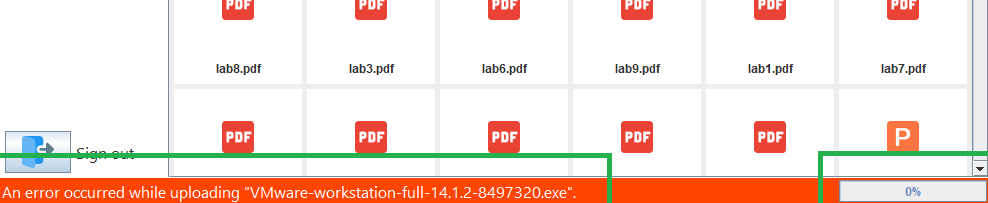 PDF PDF PDF PDF PDF PDF
lab8.pdf lab3.pdf lab6.pdf lab9.pdf lab1.pdf lab7.pdf
PDF PDF PDF PDF PDF P
Sign out
An error occurred while uploading "VMware-workstation-full-14.1.2-8497320.exe". 0%